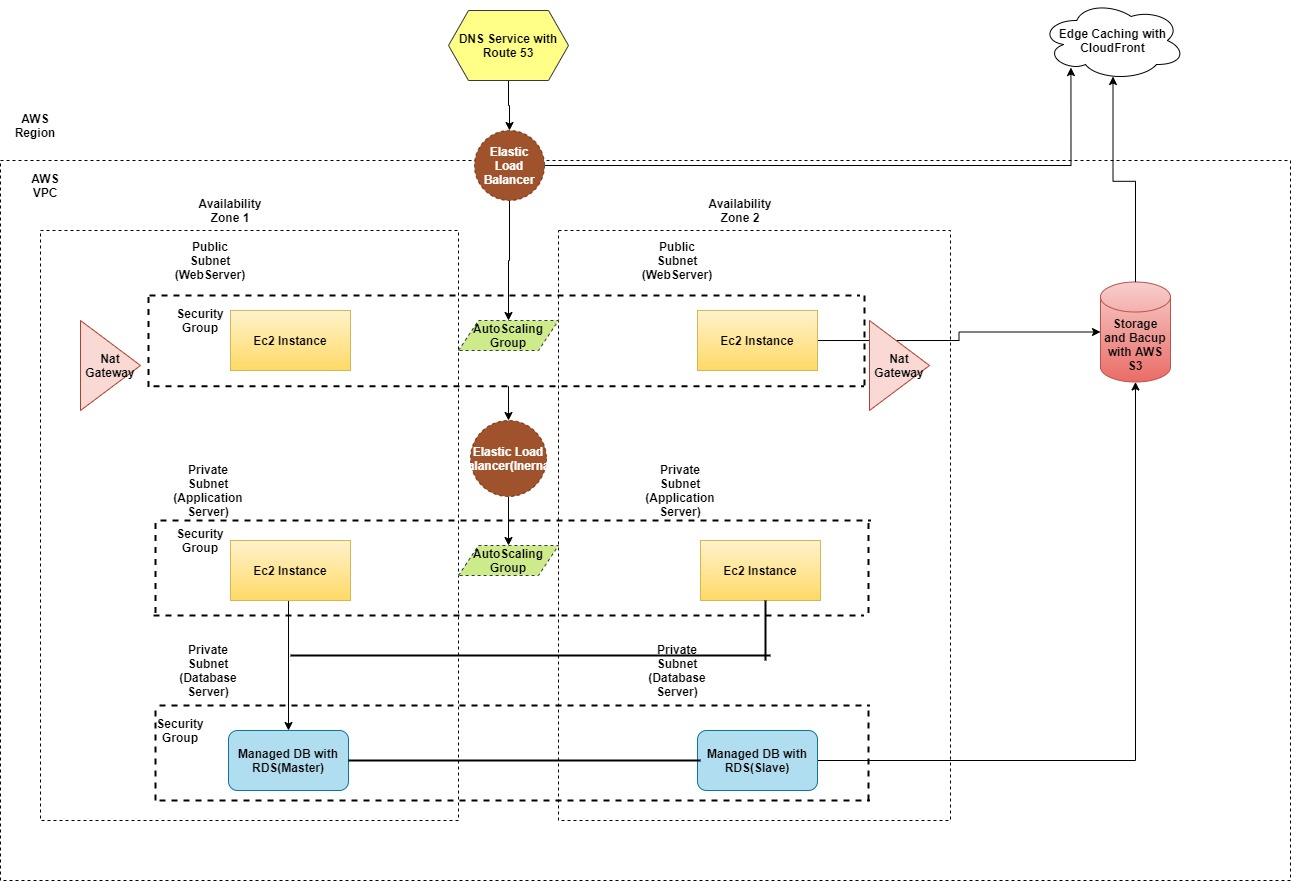 DNS Service with
Route 53
Edge Caching with
CloudFront
AWS
Region
Elastic
Load
Balancer
AWS
VPC
Availability
Zone 1
Availability
Zone 2
Public
Subnet
(WebServer)
Public
Subnet
(WebServer)
Security
Group
Ec2 Instance
AutoScaling
Group
Ec2 Instance
Nat
Gateway
Nat
Gateway
Storage
and Bacup
with AWS
S3
Elastic Load
alancer(Inerna
Private
Subnet
(Application
Server)
Private
Subnet
(Application
Server)
Security
Group
Ec2 Instance
AutoScaling
Group
Ec2 Instance
Private
Subnet
(Database
Server)
Private
Subnet
(Database
Server)
Security
Group
Managed DB with
RDS(Master)
Managed DB with
RDS(Slave)